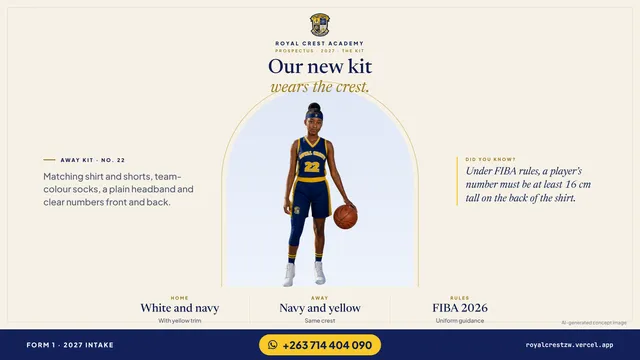 ROYAL CREST ACADEMY
PROSPECTUS · 2027 · THE KIT
Our new kit
wears the crest.
AWAY KIT · NO. 22
Matching shirt and shorts, team-
colour socks, a plain headband and
clear numbers front and back.
ROYAL CREST
22
DID YOU KNOW?
Under FIBA rules, a player's
number must be at least 16 cm
tall on the back of the shirt.
HOME
White and navy
With yellow trim
AWAY
Navy and yellow
Same crest
RULES
FIBA 2026
Uniform guidance
AI-generated concept image
FORM 1 · 2027 INTAKE
+263 714 404 090
royalcrestzw.vercel.app